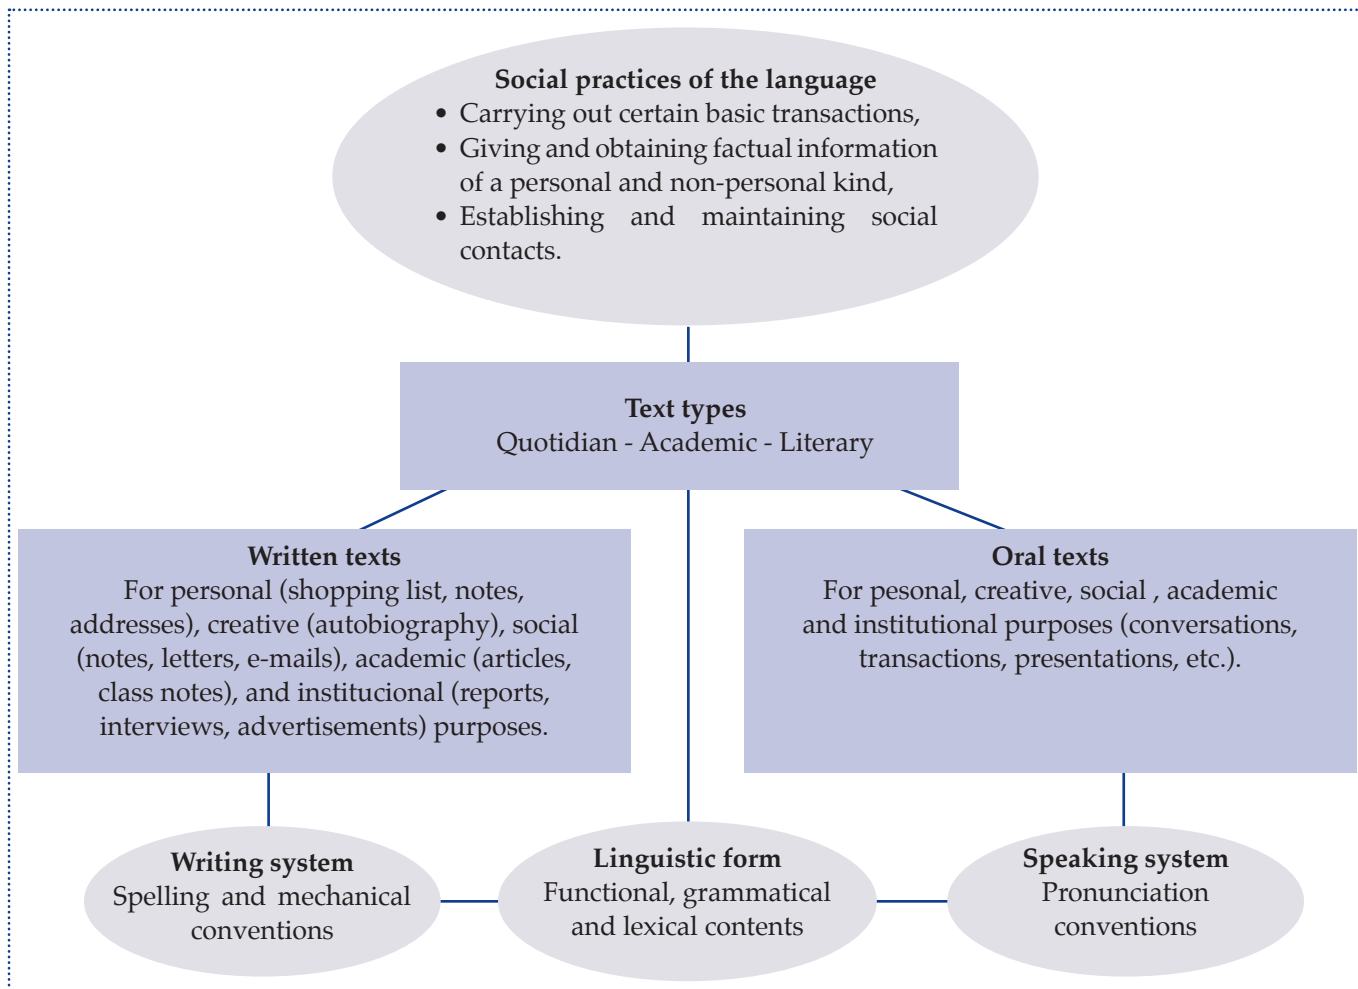 Social practices of the language
• Carrying out certain basic transactions,
• Giving and obtaining factual information
of a personal and non-personal kind,
• Establishing and maintaining social
contacts.
Text types
Quotidian - Academic - Literary
Written texts
For personal (shopping list, notes,
addresses), creative (autobiography), social
(notes, letters, e-mails), academic (articles,
class notes), and institucional (reports,
interviews, advertisements) purposes.
Oral texts
For pesonal, creative, social , academic
and institutional purposes (conversations,
transactions, presentations, etc.).
Writing system
Spelling and mechanical
conventions
Linguistic form
Functional, grammatical
and lexical contents
Speaking system
Pronunciation
conventions